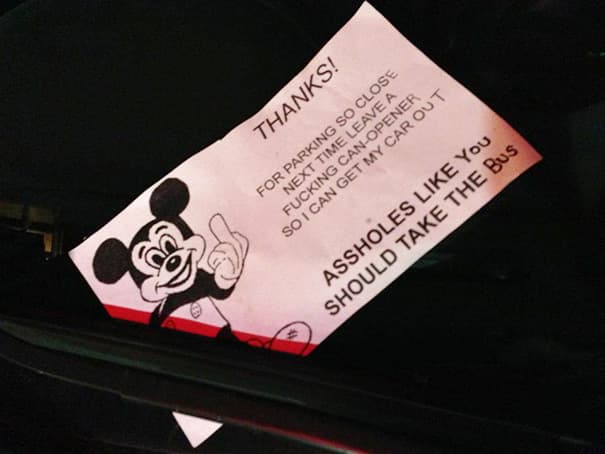 THANKS!
FOR PARKING SO CLOSE
NEXT TIME LEAVE A
FUCKING CAN-OPENER
SO I CAN GET MY CAR OUT
ASSHOLES LIKE YOU
SHOULD TAKE THE BUS